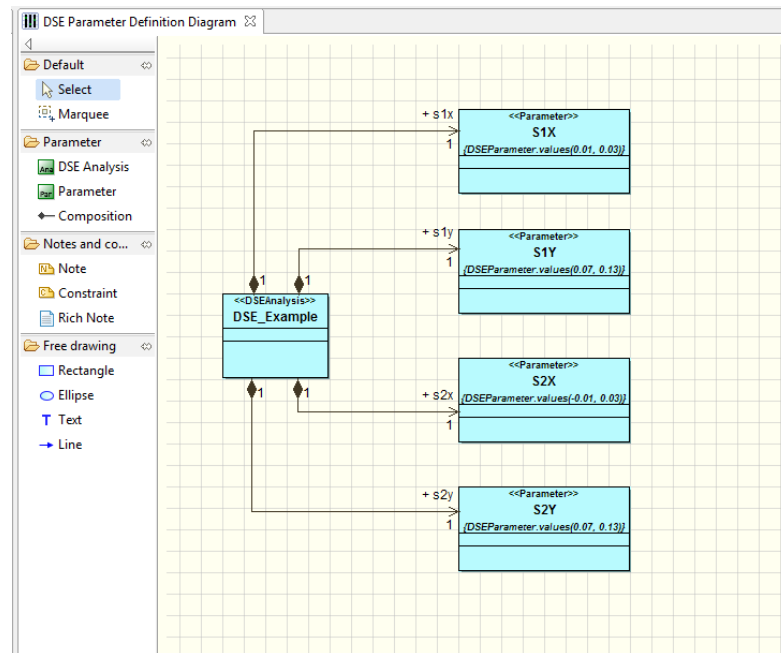 DSE Parameter Definition Diagram
Default
Select
Marquee
Parameter
DSE Analysis
Parameter
Composition
Notes and co...
Note
Constraint
Rich Note
Free drawing
Rectangle
Ellipse
T Text
Line
+ s1x
1
<<Parameter>>
S1X
{DSEParameter.values(0.01, 0.03)}
+ s1y
1
<<Parameter>>
S1Y
{DSEParameter.values(0.07, 0.13)}
1
1
<<DSEAnalysis>>
DSE_Example
1
1
+ s2x
1
<<Parameter>>
S2X
{DSEParameter.values(-0.01, 0.03)}
+ s2y
1
<<Parameter>>
S2Y
{DSEParameter.values(0.07, 0.13)}